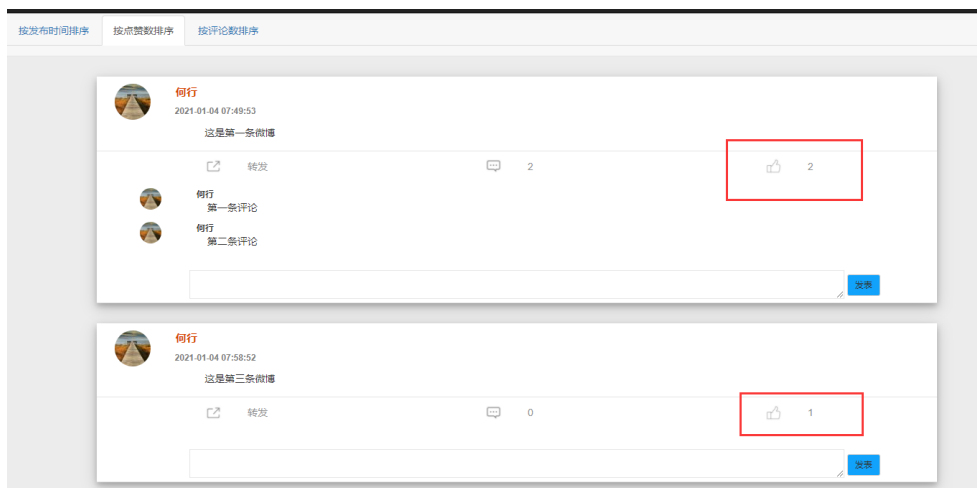 按发布时间排序 按点赞数排序 按评论数排序
何行
2021-01-04 07:49:53
这是第一条微博
转发 2 2
何行
第一条评论
何行
第二条评论
发表
何行
2021-01-04 07:58:52
这是第三条微博
转发 0 1
发表